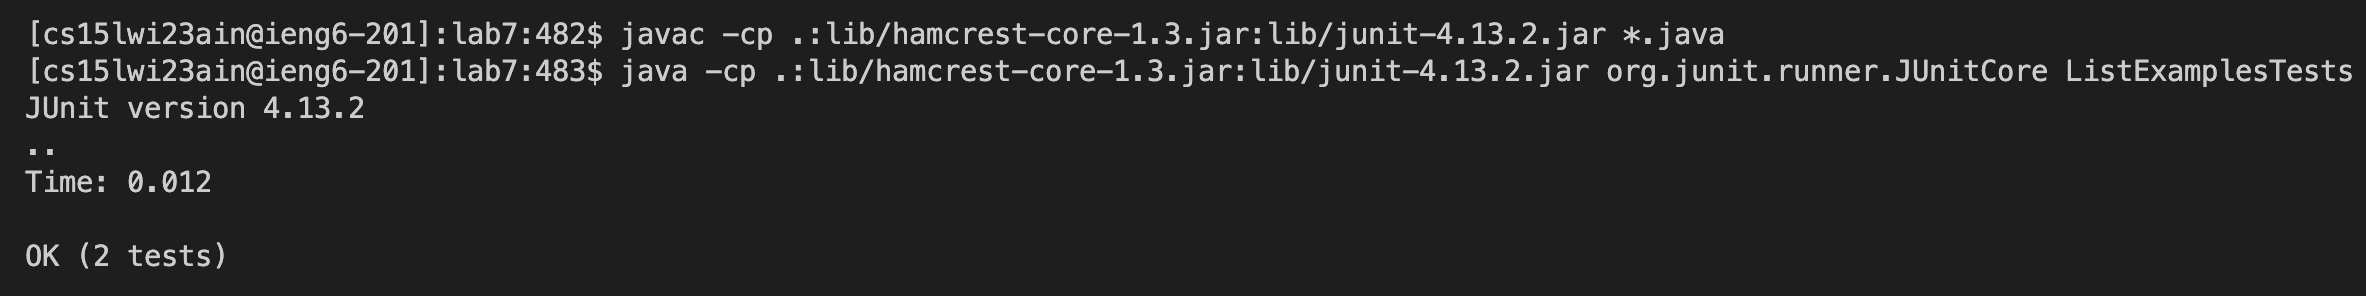 [cs15lwi23ain@ieng6-201]:lab7:482$ javac -cp .:lib/hamcrest-core-1.3.jar:lib/junit-4.13.2.jar *.java
[cs15lwi23ain@ieng6-201]:lab7:483$ java -cp .:lib/hamcrest-core-1.3.jar:lib/junit-4.13.2.jar org.junit.runner.JUnitCore ListExamplesTests
JUnit version 4.13.2
..
Time: 0.012
OK (2 tests)